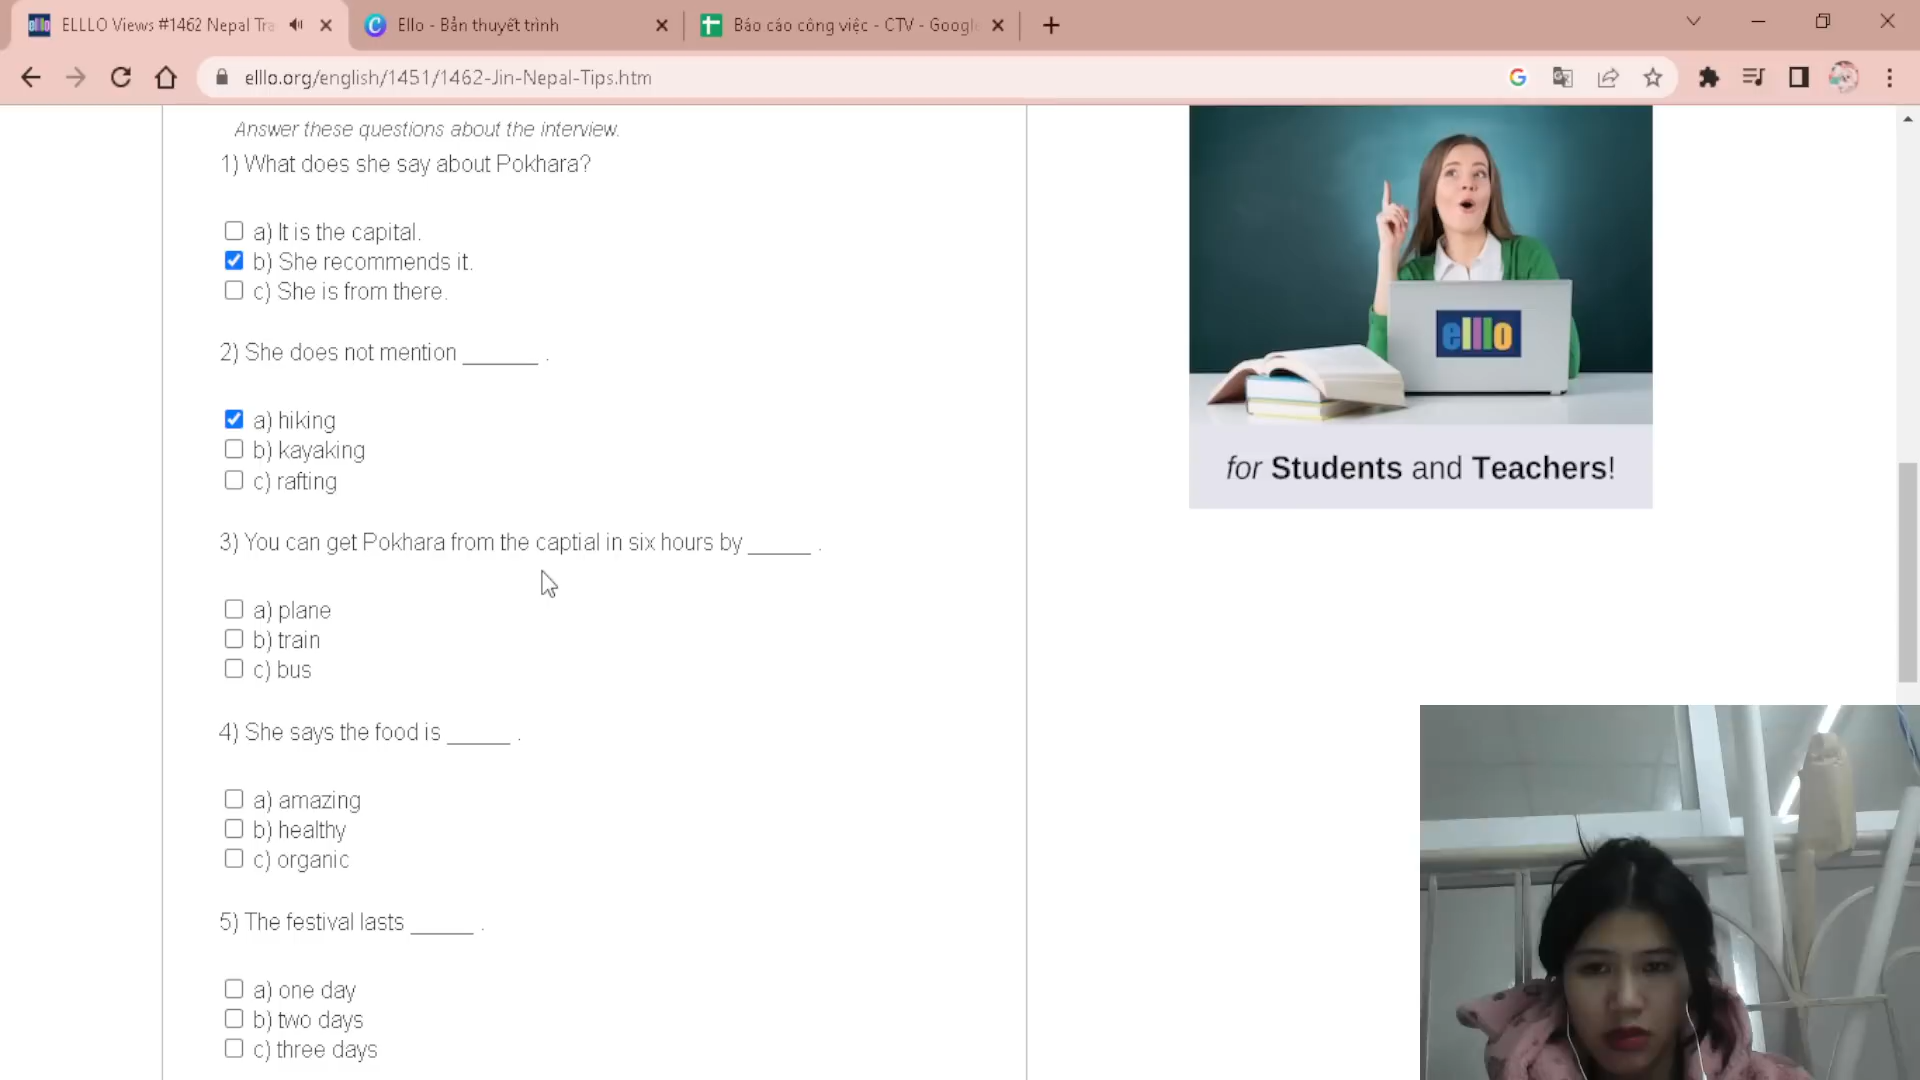 ELLLO Views #1462 Nepal Tra
Ello - Bản thuyết trình
Báo cáo công việc - CTV - Googl
elllo.org/english/1451/1462-Jin-Nepal-Tips.htm
Answer these questions about the interview.
1) What does she say about Pokhara?
a) It is the capital.
b) She recommends it.
c) She is from there.
2) She does not mention ______ .
a) hiking
b) kayaking
c) rafting
3) You can get Pokhara from the captial in six hours by _____ .
a) plane
b) train
c) bus
4) She says the food is _____ .
a) amazing
b) healthy
c) organic
5) The festival lasts _____ .
a) one day
b) two days
c) three days
elllo
for Students and Teachers!